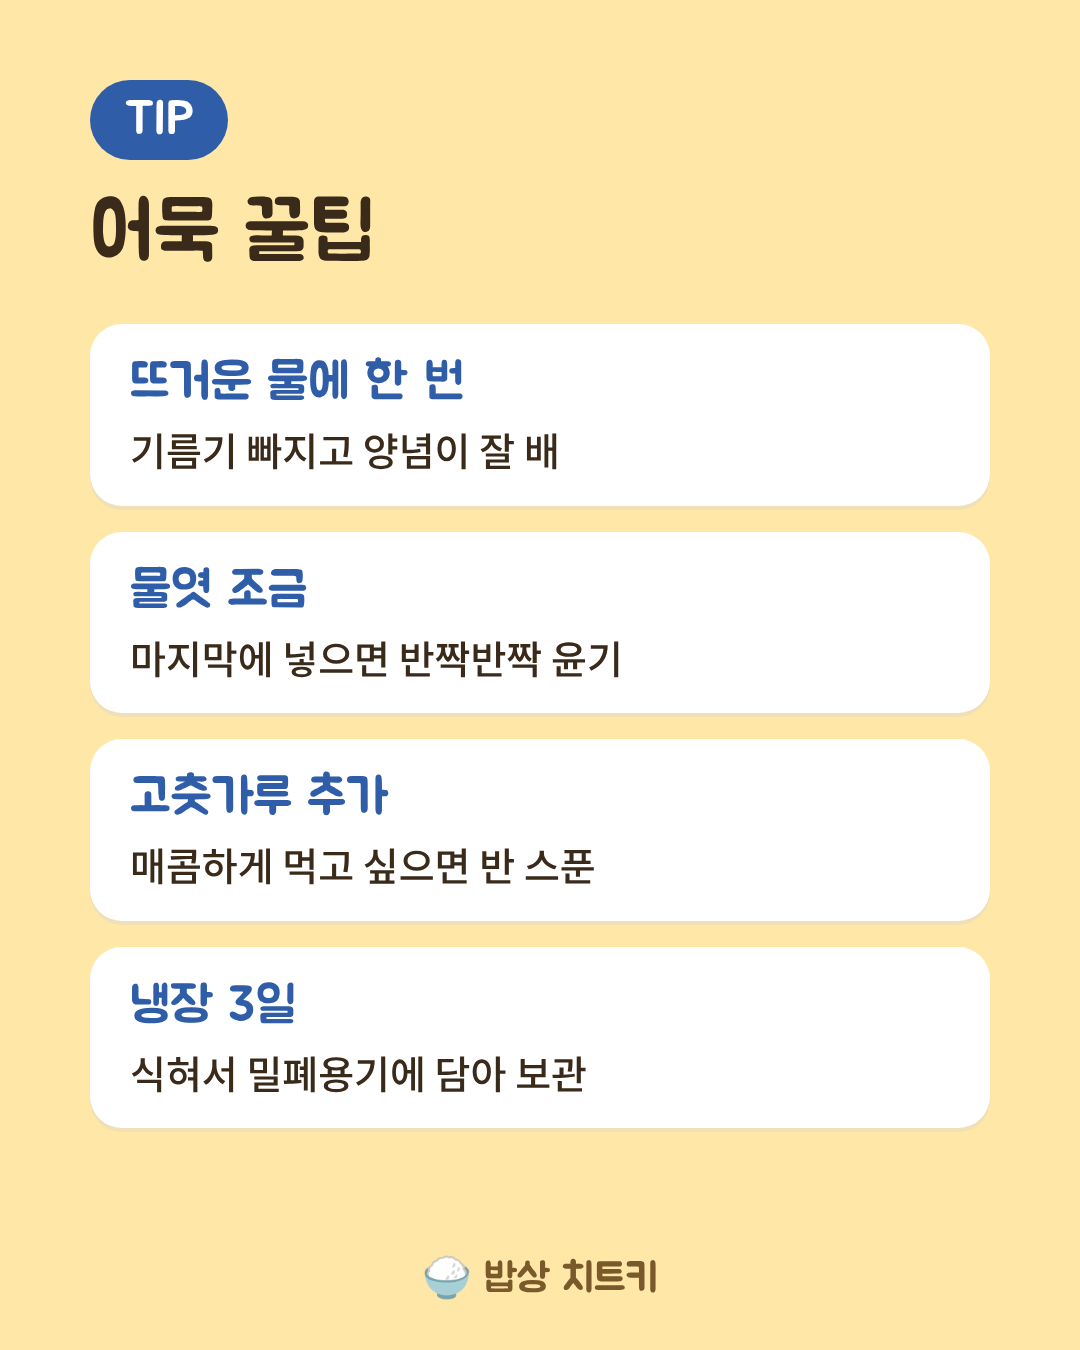 TIP
어묵 꿀팁
뜨거운 물에 한 번
기름기 빠지고 양념이 잘 배
물엿 조금
마지막에 넣으면 반짝반짝 윤기
고춧가루 추가
매콤하게 먹고 싶으면 반 스푼
냉장 3일
식혀서 밀폐용기에 담아 보관
밥상 치트키